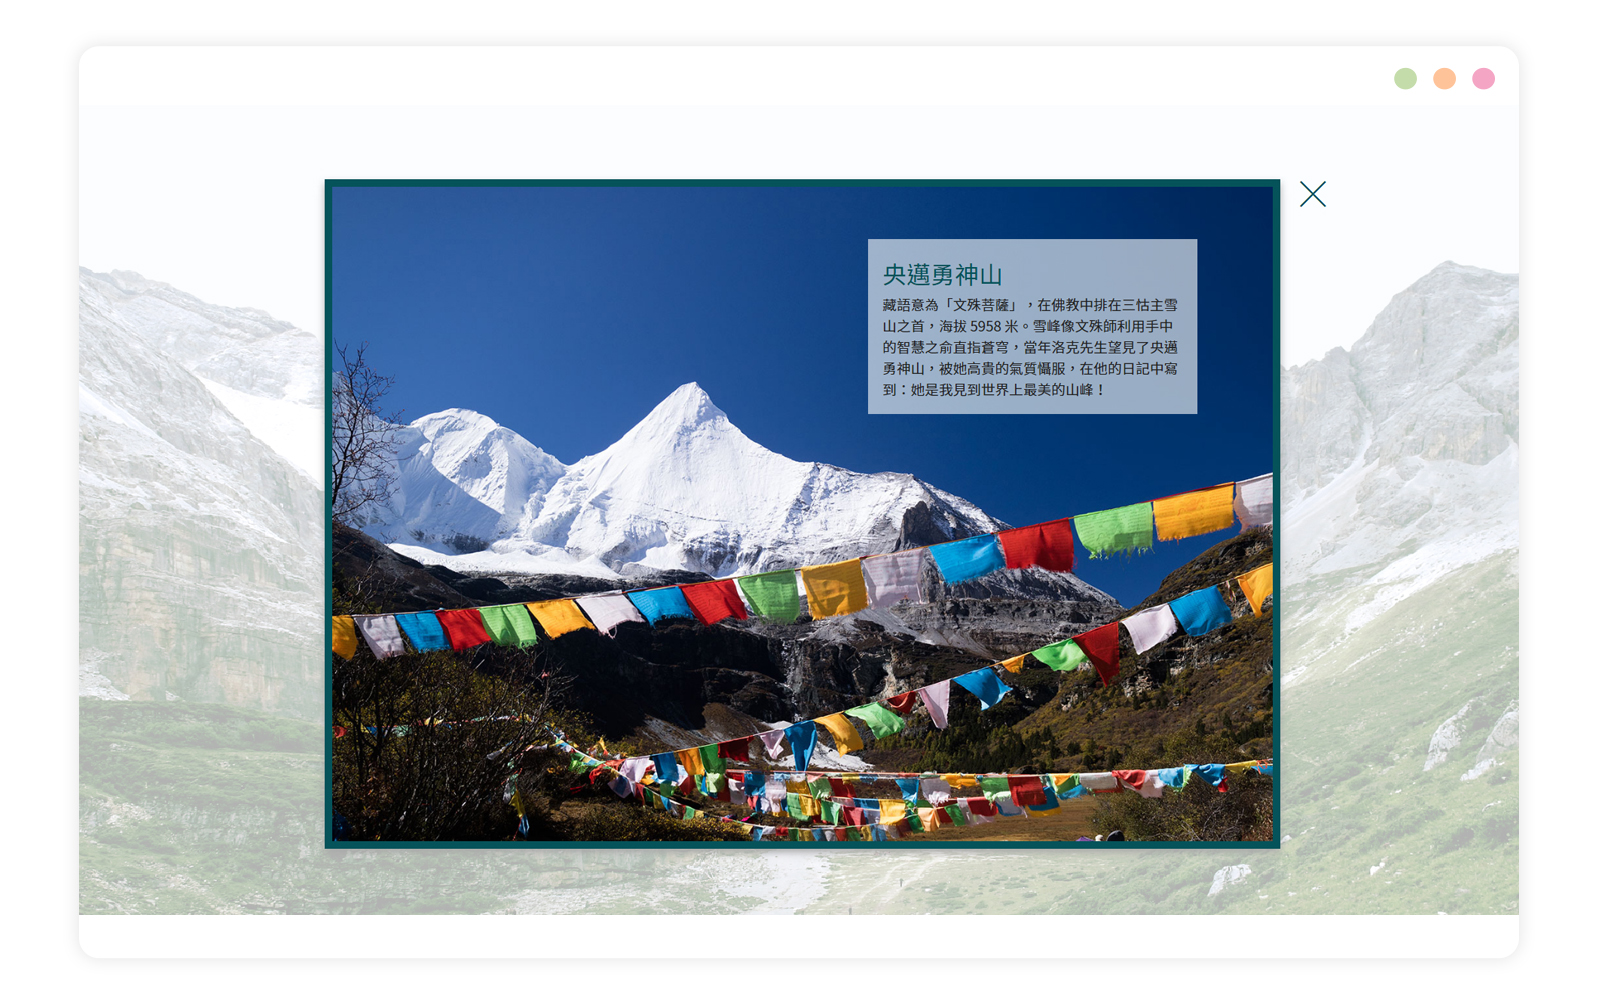 央邁勇神山
藏語意為「文殊菩薩」，在佛教中排在三怙主雪
山之首，海拔 5958 米。雪峰像文殊師利用手中
的智慧之俞直指蒼穹，當年洛克先生望見了央邁
勇神山，被她高貴的氣質懾服，在他的日記中寫
到：她是我見到世界上最美的山峰！